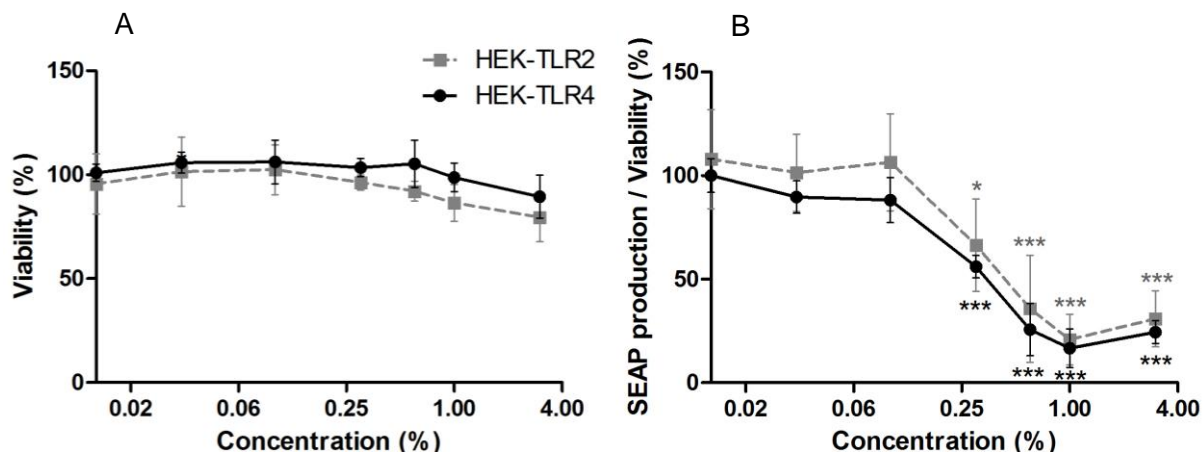 A
B
HEK-TLR2
HEK-TLR4
Viability (%)
150
100
50
0
0.02 0.06 0.25 1.00 4.00
Concentration (%)
SEAP production / Viability (%)
150
100
50
0
*
***
***
***
***
***
***
***
0.02 0.06 0.25 1.00 4.00
Concentration (%)